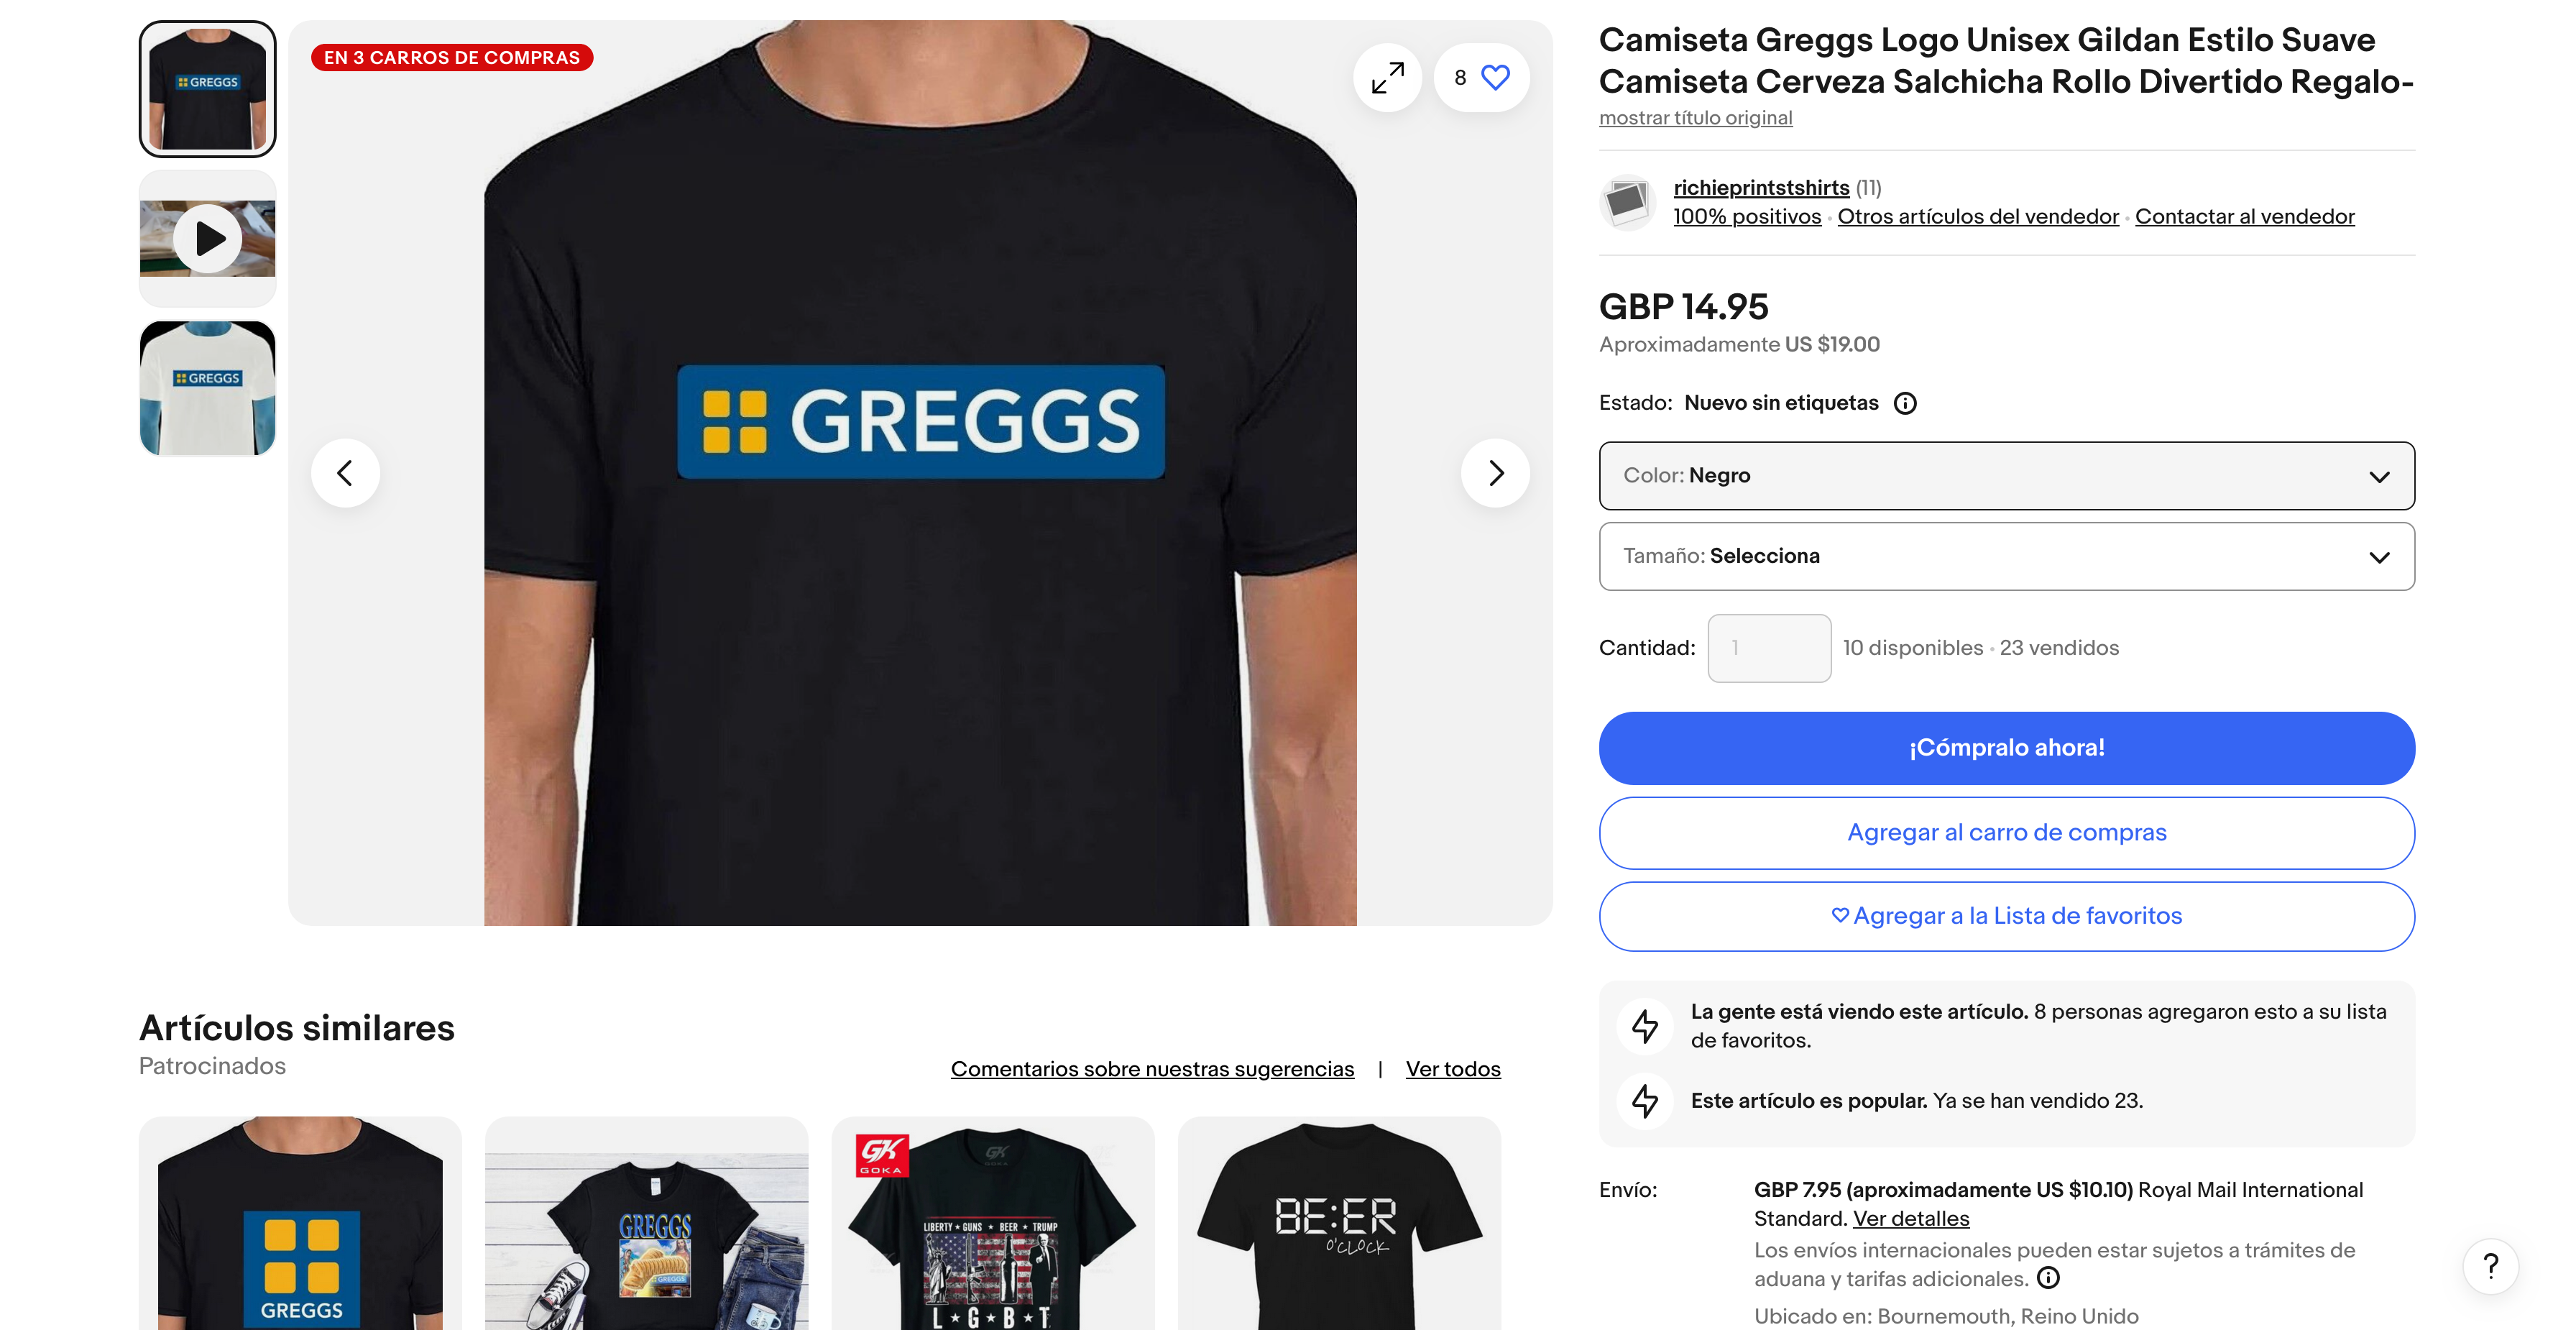 GREGGS
GREGGS
EN 3 CARROS DE COMPRAS
8
GREGGS
Camiseta Greggs Logo Unisex Gildan Estilo Suave
Camiseta Cerveza Salchicha Rollo Divertido Regalo-
mostrar título original
richieprintstshirts (11)
100% positivos · Otros artículos del vendedor · Contactar al vendedor
GBP 14.95
Aproximadamente US $19.00
Estado: Nuevo sin etiquetas
Color: Negro
Tamaño: Selecciona
Cantidad: 1 10 disponibles · 23 vendidos
¡Cómpralo ahora!
Agregar al carro de compras
Agregar a la Lista de favoritos
La gente está viendo este artículo. 8 personas agregaron esto a su lista
de favoritos.
Este artículo es popular. Ya se han vendido 23.
Envío: GBP 7.95 (aproximadamente US $10.10) Royal Mail International
Standard. Ver detalles
Los envíos internacionales pueden estar sujetos a trámites de
aduana y tarifas adicionales.
Ubicado en: Bournemouth, Reino Unido
?
Artículos similares
Patrocinados
Comentarios sobre nuestras sugerencias | Ver todos
GREGGS
GREGGS
GREGGS
GK
GOKA
GK
LIBERTY ★ GUNS ★ BEER ★ TRUMP
L ★ G ★ B ★ T
BE:ER
O'CLOCK